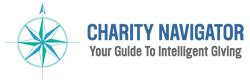 CHARITY NAVIGATOR
Your Guide To Intelligent Giving